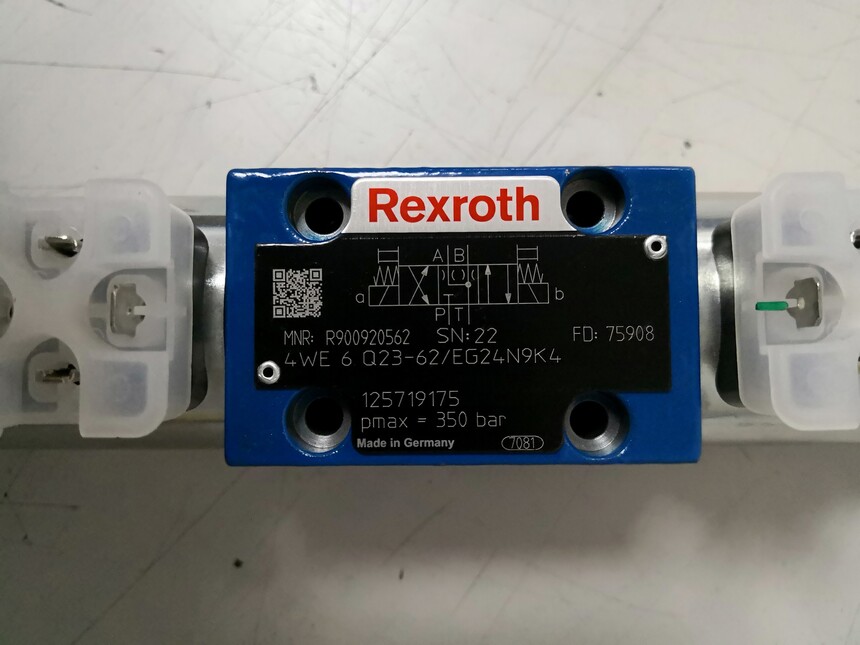 Rexroth
A B
a b
P T
MNR: R900920562 SN: 22 FD: 75908
4WE 6 Q23-62/EG24N9K4
125719175
pmax = 350 bar
Made in Germany 7081